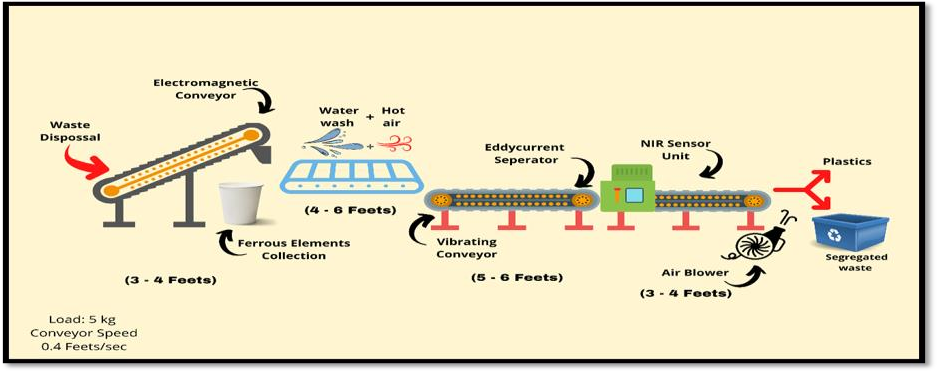 Electromagnetic
Conveyor
Waste
Dispossal
Water
wash
+
Hot
air
+
(4 - 6 Feets)
Eddycurrent
Seperator
NIR Sensor
Unit
Plastics
Ferrous Elements
Collection
(3 - 4 Feets)
Vibrating
Conveyor
(5 - 6 Feets)
Air Blower
(3 - 4 Feets)
Segregated
waste
Load: 5 kg
Conveyor Speed
0.4 Feets/sec